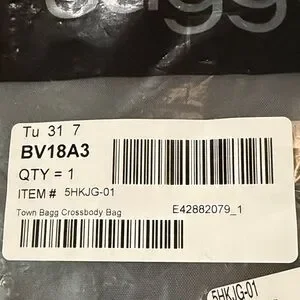 Tu 31 7
BV18A3
QTY = 1
ITEM # 5HKJG-01
Town Bagg Crossbody Bag
E42882079_1
5HKJG-01